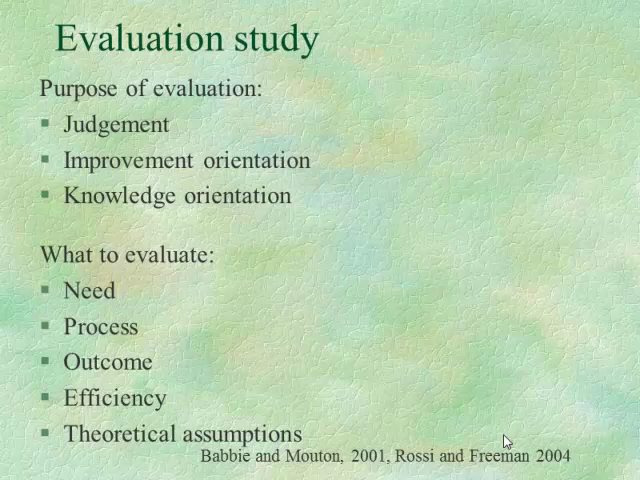 Evaluation study
Purpose of evaluation:
Judgement
Improvement orientation
Knowledge orientation
What to evaluate:
Need
Process
Outcome
Efficiency
Theoretical assumptions
Babbie and Mouton, 2001, Rossi and Freeman 2004